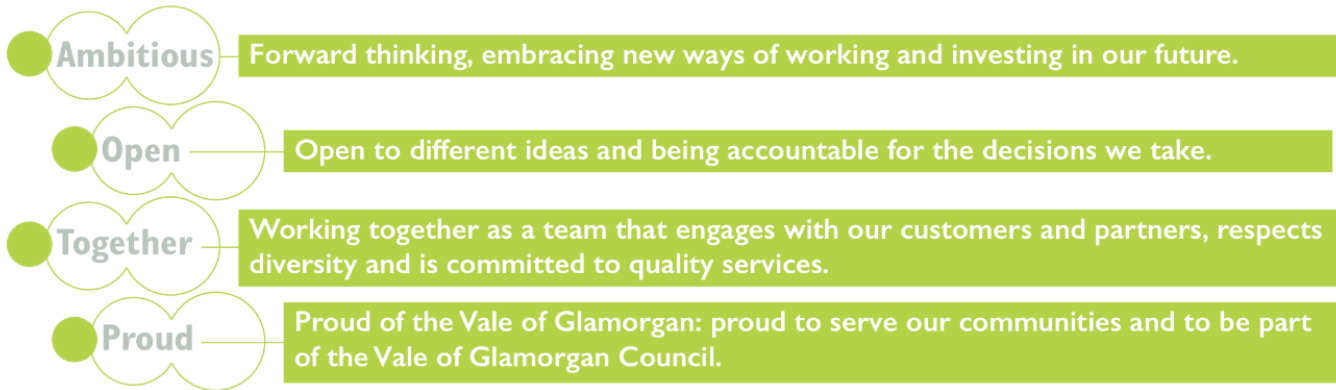 Ambitious
Forward thinking, embracing new ways of working and investing in our future.
Open
Open to different ideas and being accountable for the decisions we take.
Together
Working together as a team that engages with our customers and partners, respects
diversity and is committed to quality services.
Proud
Proud of the Vale of Glamorgan: proud to serve our communities and to be part
of the Vale of Glamorgan Council.